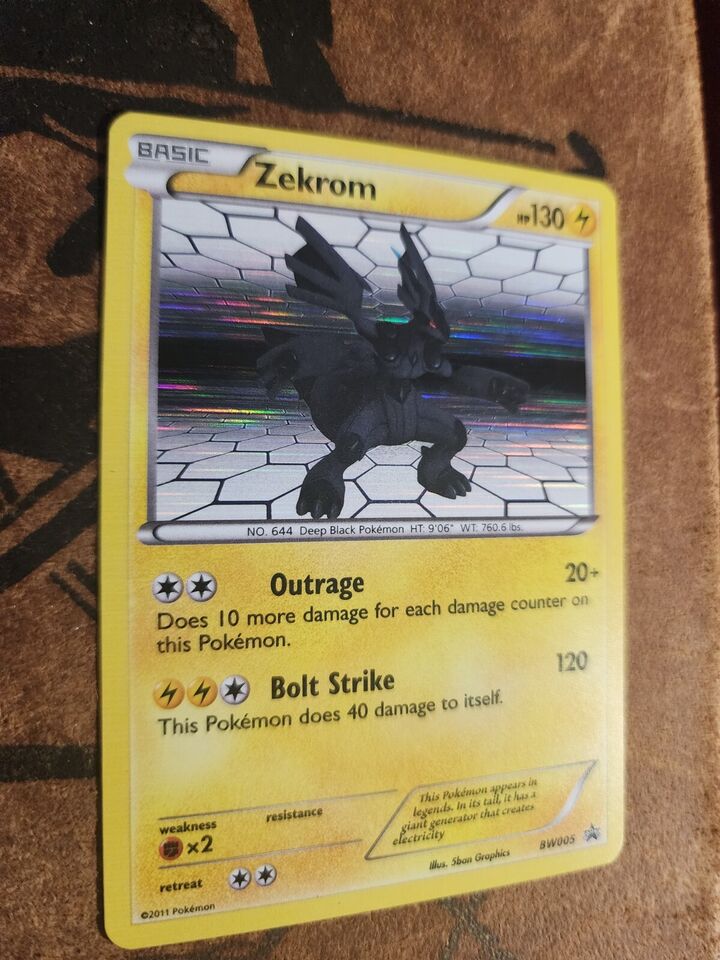 BASIC
Zekrom
HP130
NO. 644 Deep Black Pokémon HT: 9'06" WT: 760.6 lbs.
Outrage 20+
Does 10 more damage for each damage counter on
this Pokémon.
Bolt Strike 120
This Pokémon does 40 damage to itself.
weakness
×2
resistance
retreat
This Pokémon appears in
legends. In its tail, it has a
giant generator that creates
electricity
Illus. 5ban Graphics
BW005
©2011 Pokémon